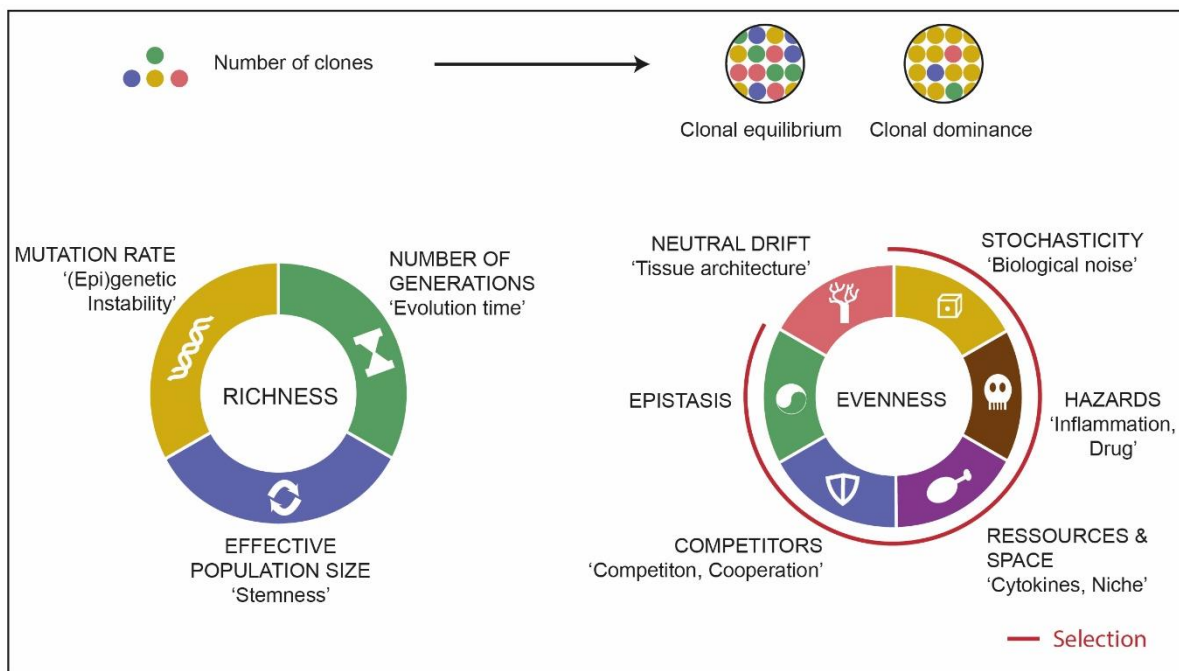 Number of clones
Clonal equilibrium
Clonal dominance
MUTATION RATE
‘(Epi)genetic
Instability’
NUMBER OF
GENERATIONS
‘Evolution time’
RICHNESS
EFFECTIVE
POPULATION SIZE
‘Stemness’
NEUTRAL DRIFT
‘Tissue architecture’
STOCHASTICITY
‘Biological noise’
EPISTASIS
EVENNESS
HAZARDS
‘Inflammation,
Drug’
COMPETITORS
‘Competiton, Cooperation’
RESSOURCES &
SPACE
‘Cytokines, Niche’
Selection